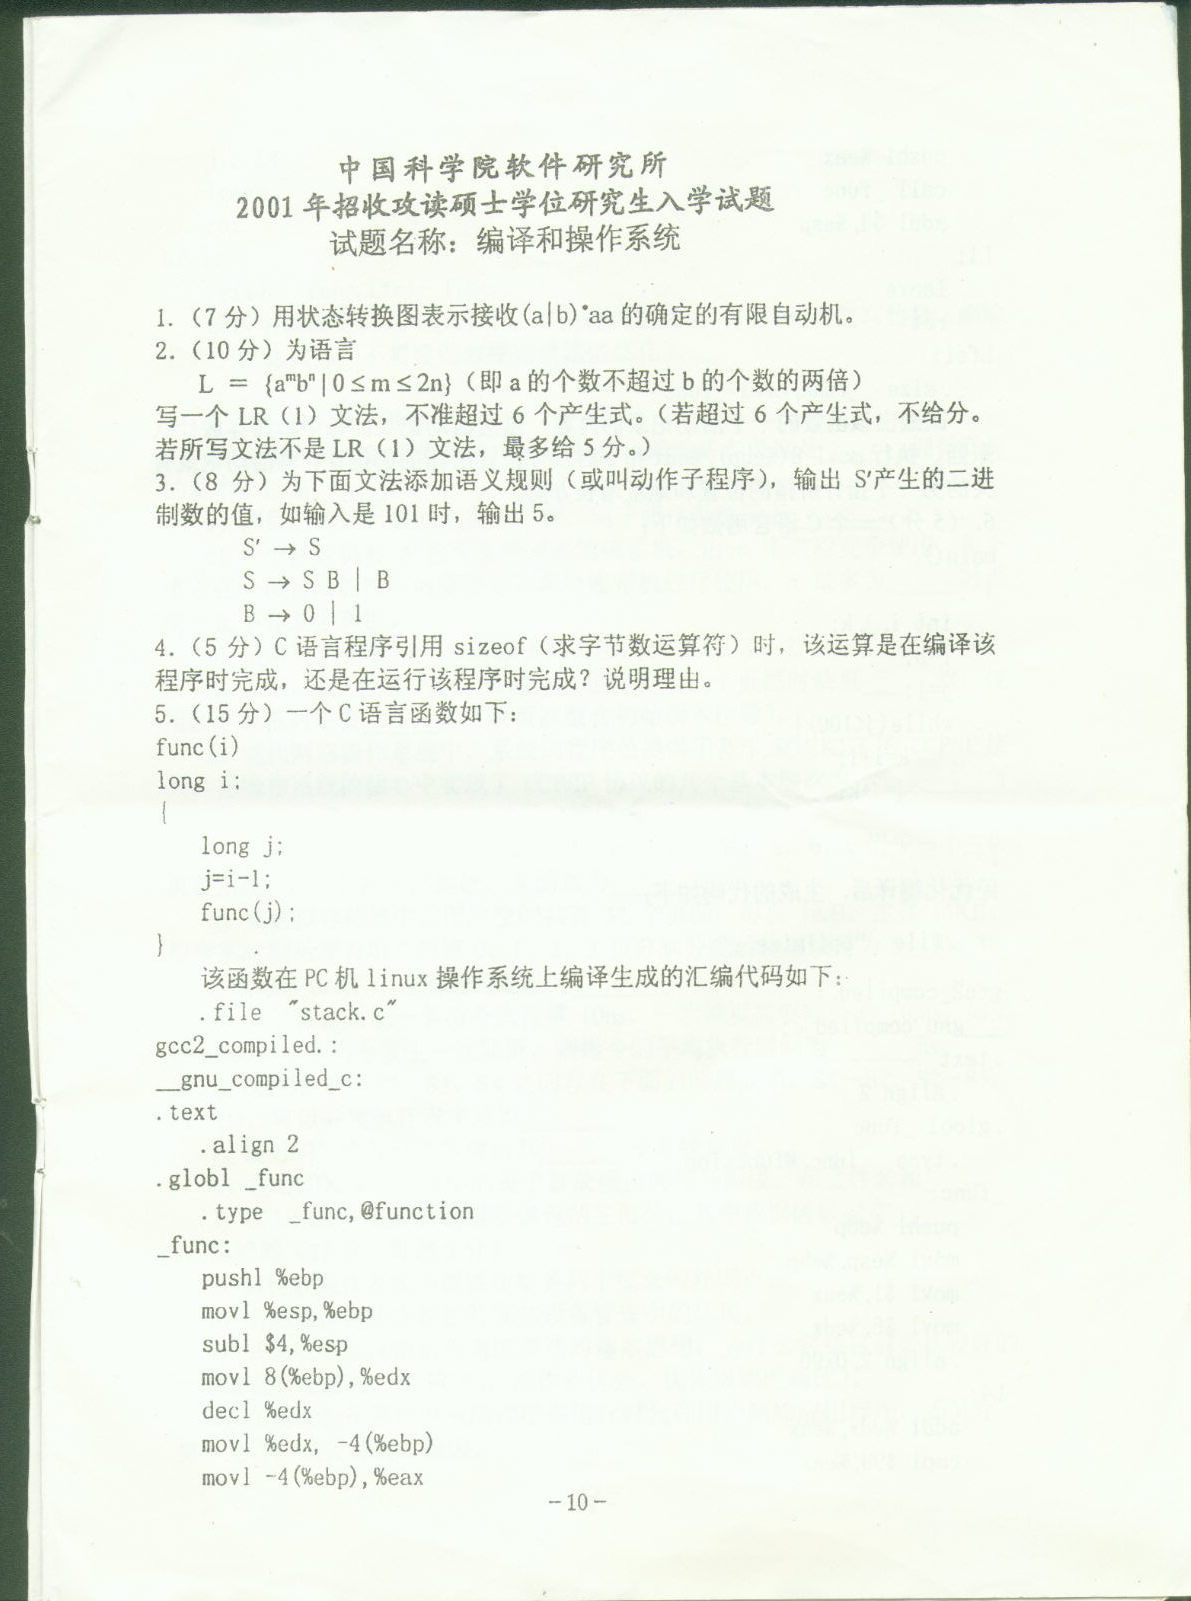 中国科学院软件研究所
2001年招收攻读硕士学位研究生入学试题
试题名称：编译和操作系统
1.（7分）用状态转换图表示接收(a|b)*aa的确定的有限自动机。
2.（10分）为语言
L = {aᵐbⁿ|0≤m≤2n}（即a的个数不超过b的个数的两倍）
写一个LR（1）文法，不准超过6个产生式。（若超过6个产生式，不给分。
若所写文法不是LR（1）文法，最多给5分。）
3.（8分）为下面文法添加语义规则（或叫动作子程序），输出S′产生的二进
制数的值，如输入是101时，输出5。
S′ → S
S → S B | B
B → 0 | 1
4.（5分）C语言程序引用sizeof（求字节数运算符）时，该运算是在编译该
程序时完成，还是在运行该程序时完成？说明理由。
5.（15分）一个C语言函数如下：
func(i)
long i;
{
long j;
j=i-1;
func(j);
}
该函数在PC机linux操作系统上编译生成的汇编代码如下：
.file "stack.c"
gcc2_compiled.:
__gnu_compiled_c:
.text
.align 2
.globl _func
.type _func,@function
_func:
pushl %ebp
movl %esp,%ebp
subl $4,%esp
movl 8(%ebp),%edx
decl %edx
movl %edx, -4(%ebp)
movl -4(%ebp),%eax
-10-